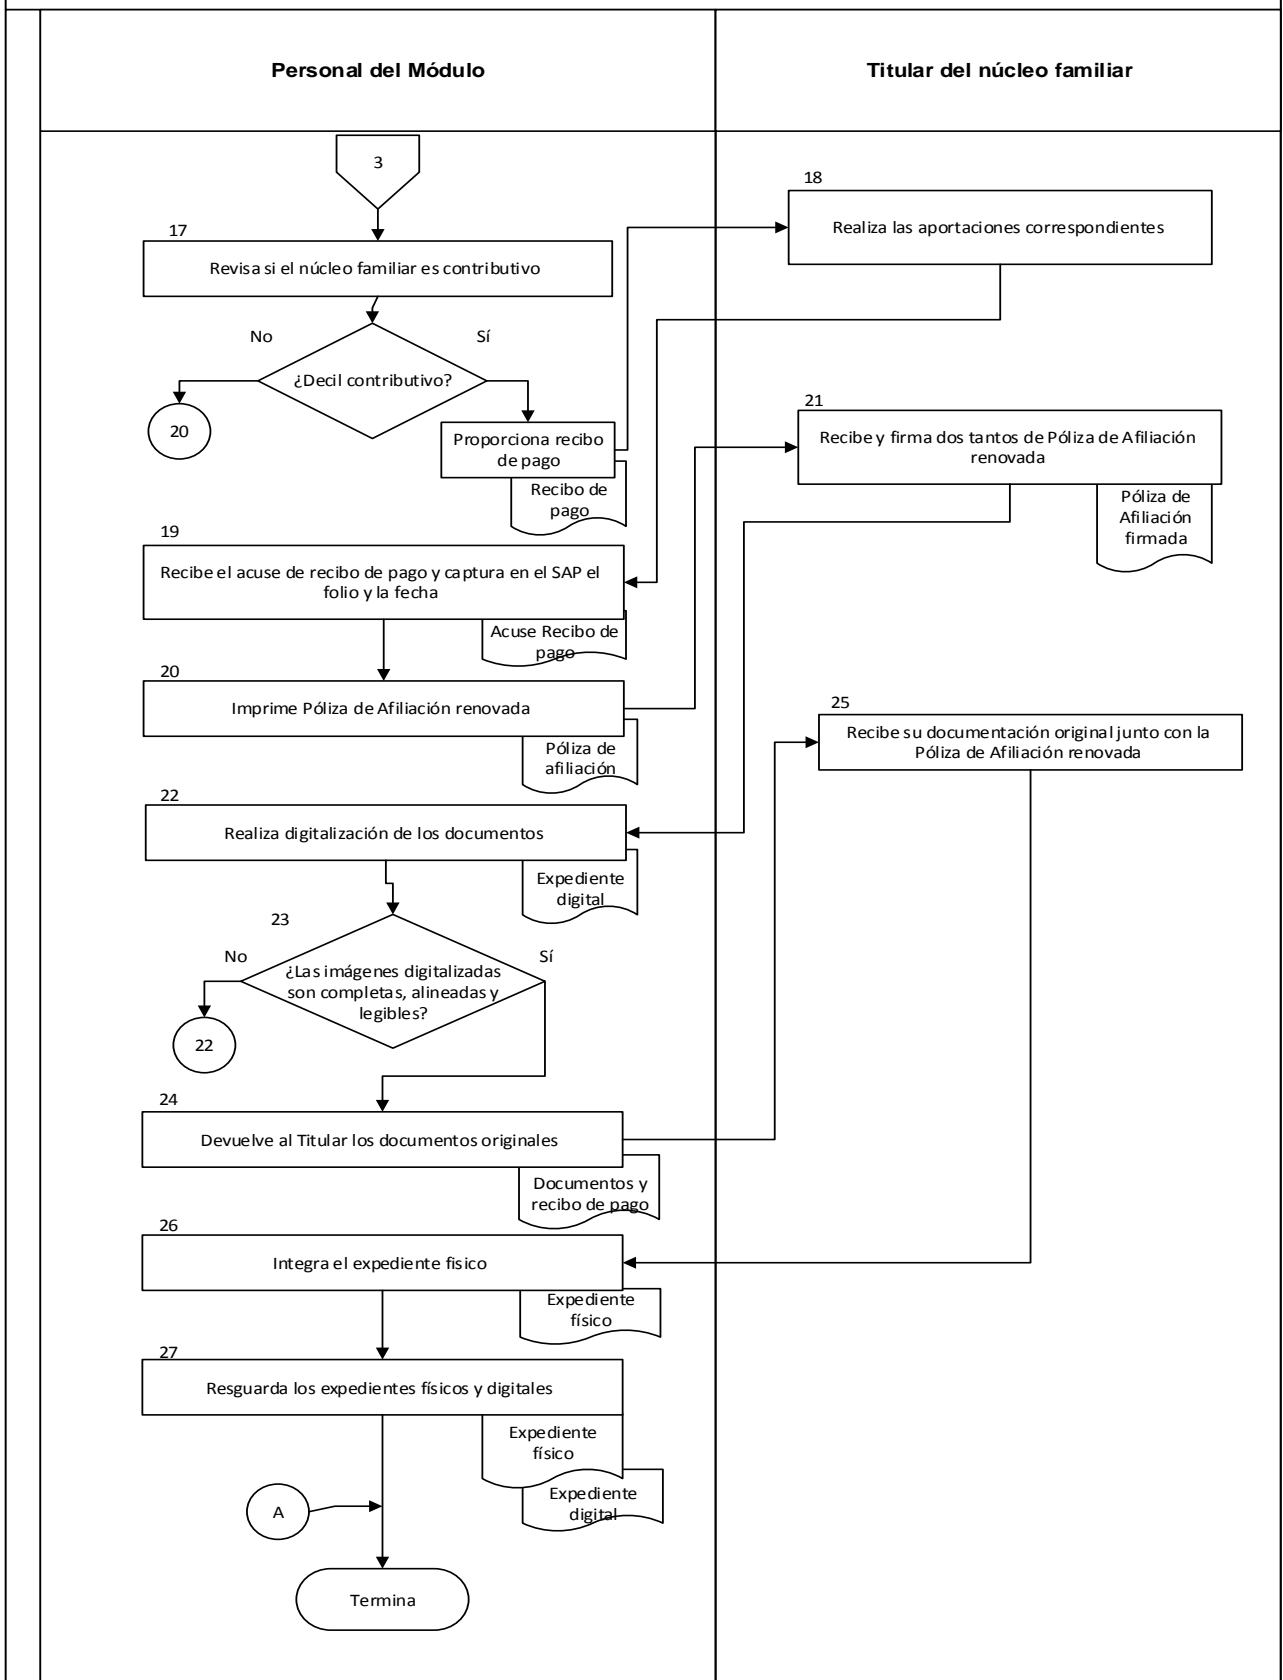 Personal del Módulo
Titular del núcleo familiar
3
18
Realiza las aportaciones correspondientes
17
Revisa si el núcleo familiar es contributivo
No
Sí
¿Decil contributivo?
20
Proporciona recibo
de pago
Recibo de
pago
21
Recibe y firma dos tantos de Póliza de Afiliación
renovada
Póliza de
Afiliación
firmada
19
Recibe el acuse de recibo de pago y captura en el SAP el
folio y la fecha
Acuse Recibo de
pago
20
Imprime Póliza de Afiliación renovada
Póliza de
afiliación
25
Recibe su documentación original junto con la
Póliza de Afiliación renovada
22
Realiza digitalización de los documentos
Expediente
digital
23
No
Sí
¿Las imágenes digitalizadas
son completas, alineadas y
legibles?
22
24
Devuelve al Titular los documentos originales
Documentos y
recibo de pago
26
Integra el expediente fisico
Expediente
físico
27
Resguarda los expedientes físicos y digitales
Expediente
físico
Expediente
digital
A
Termina